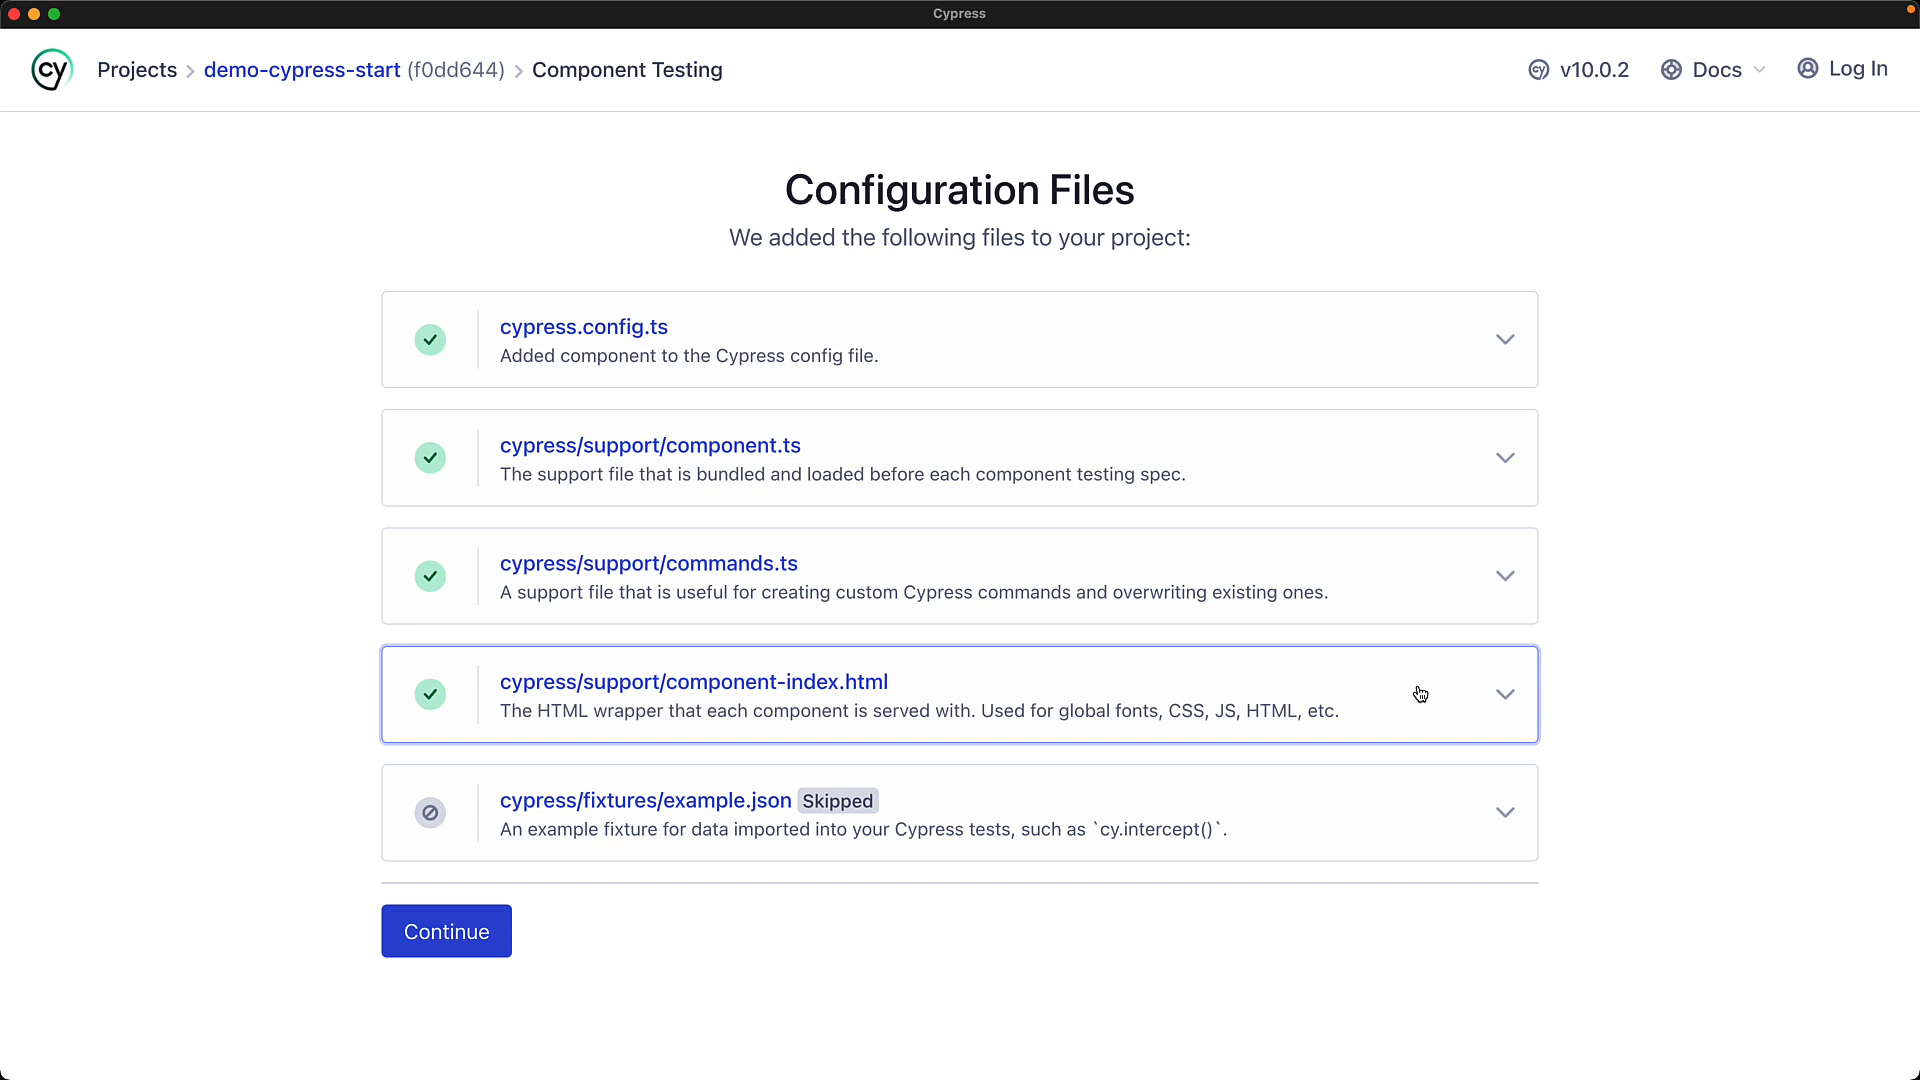 Cypress
cy Projects demo-cypress-start (f0dd644) Component Testing
cy v10.0.2 Docs Log In
Configuration Files
We added the following files to your project:
cypress.config.ts
Added component to the Cypress config file.
cypress/support/component.ts
The support file that is bundled and loaded before each component testing spec.
cypress/support/commands.ts
A support file that is useful for creating custom Cypress commands and overwriting existing ones.
cypress/support/component-index.html
The HTML wrapper that each component is served with. Used for global fonts, CSS, JS, HTML, etc.
cypress/fixtures/example.json Skipped
An example fixture for data imported into your Cypress tests, such as `cy.intercept()`.
Continue